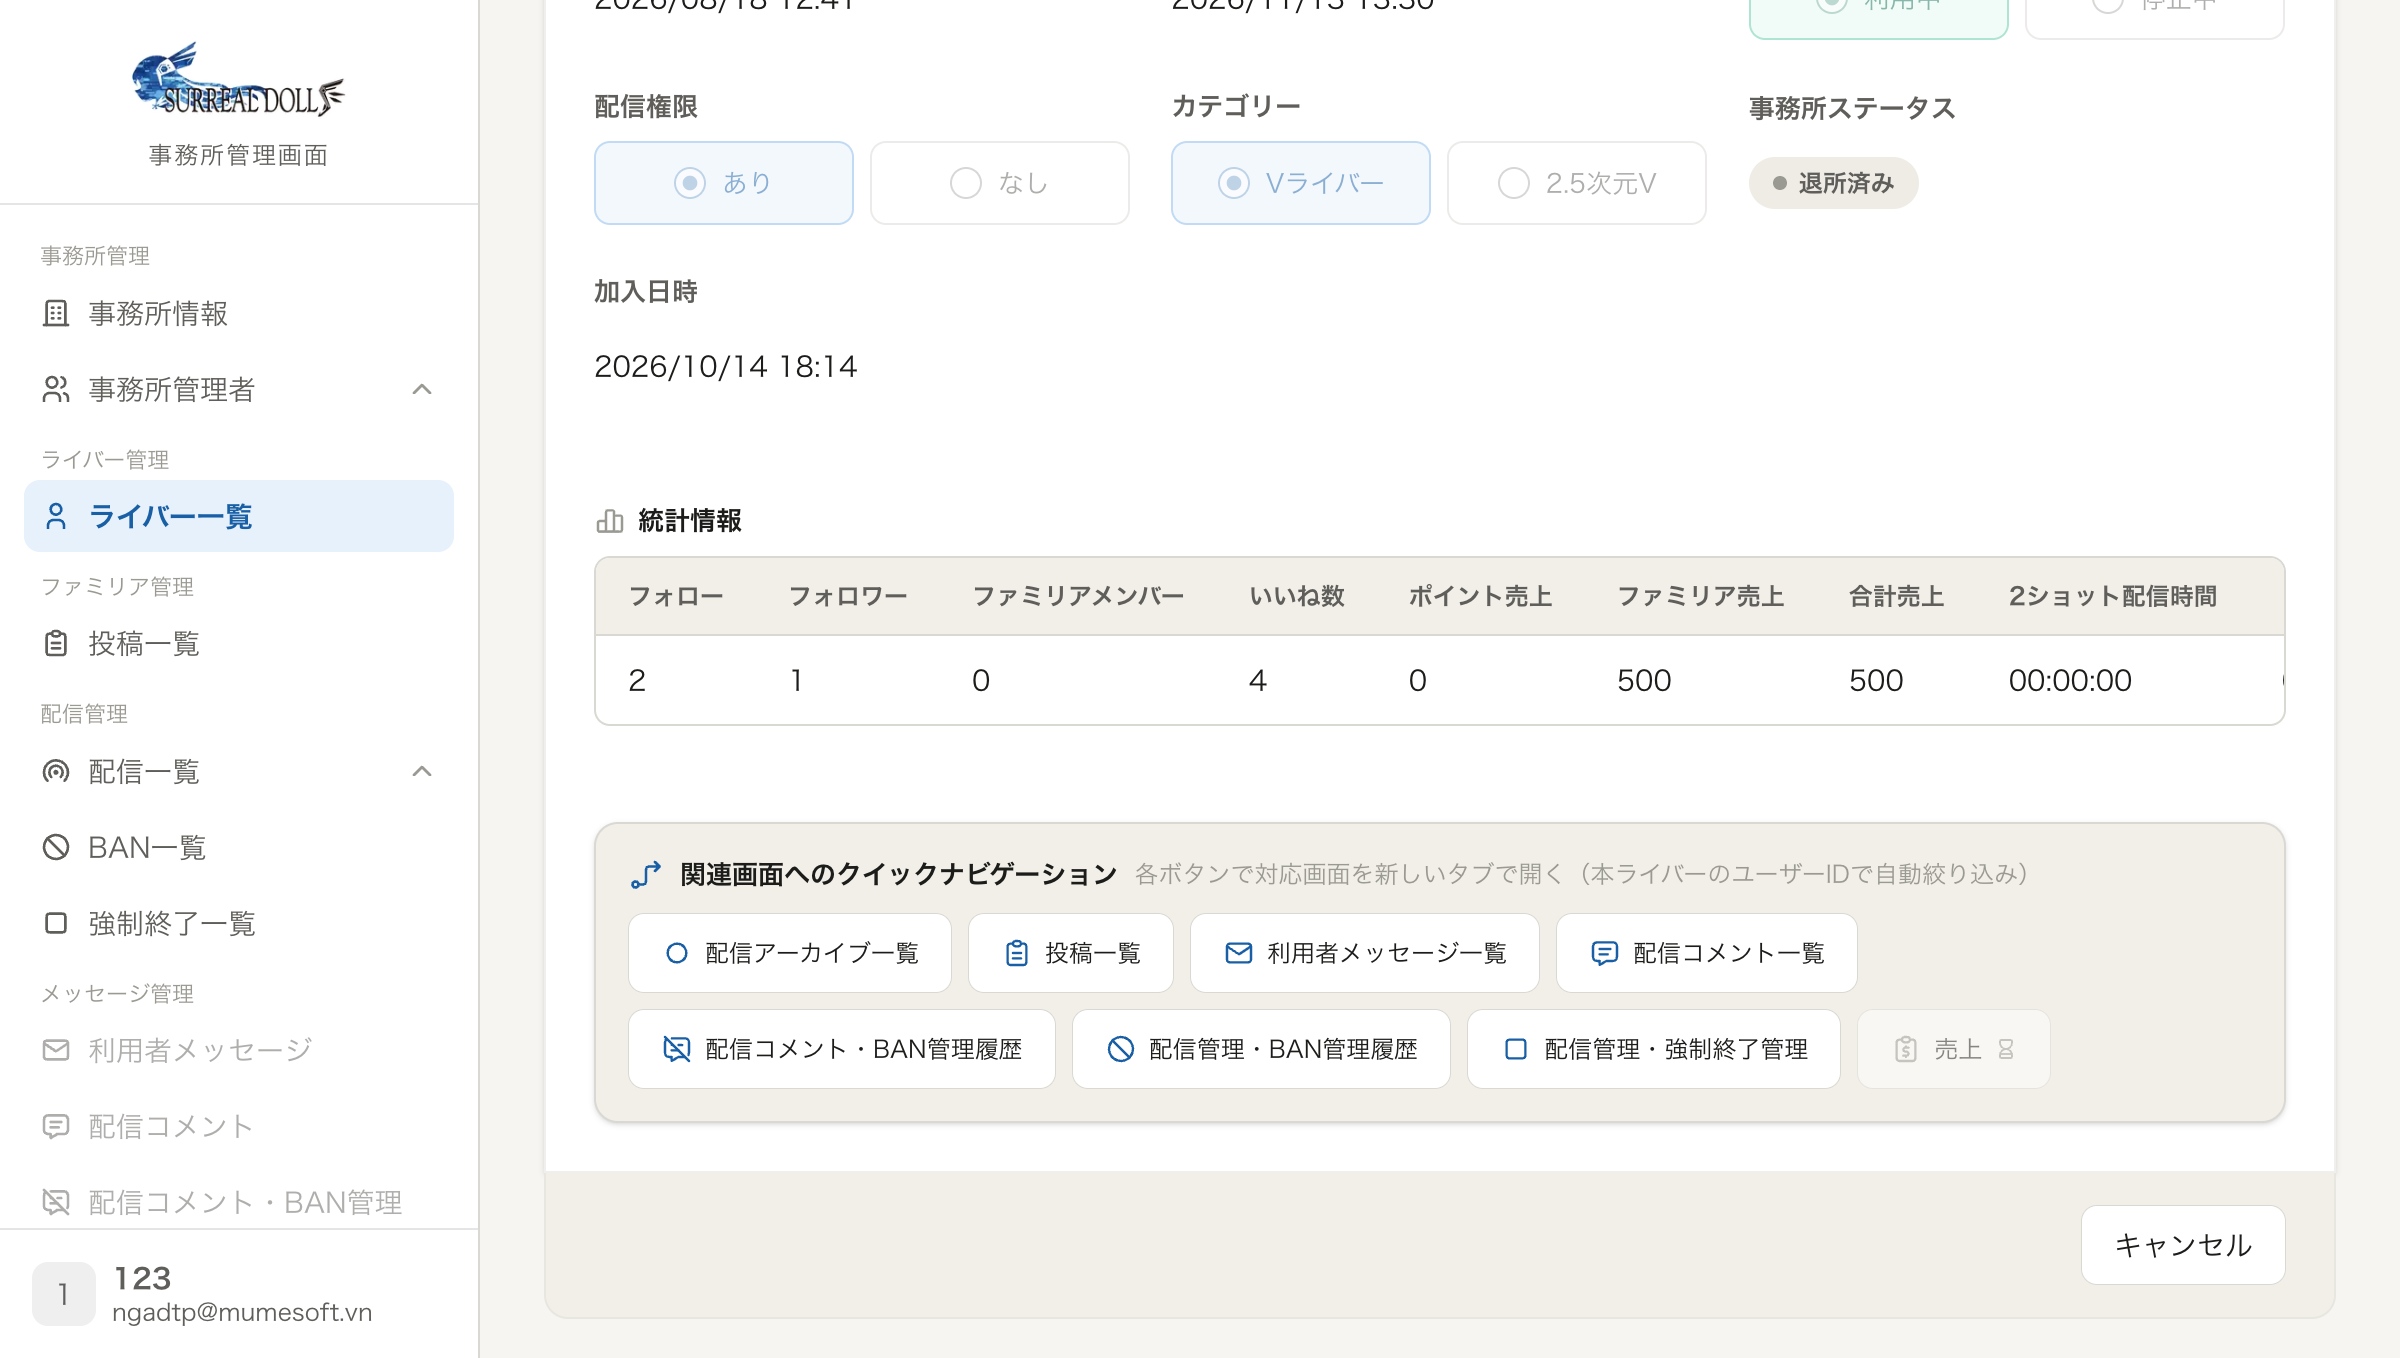 SURREAL DOLL
事務所管理画面
事務所管理
事務所情報
事務所管理者
ライバー管理
ライバー一覧
ファミリア管理
投稿一覧
配信管理
配信一覧
BAN一覧
強制終了一覧
メッセージ管理
利用者メッセージ
配信コメント
配信コメント・BAN管理
1
123
ngadtp@mumesoft.vn
2026/08/18 12:41 2026/11/13 13:30 利用中 停止中
配信権限 カテゴリー 事務所ステータス
あり なし Vライバー 2.5次元V 退所済み
加入日時
2026/10/14 18:14
統計情報
フォロー フォロワー ファミリアメンバー いいね数 ポイント売上 ファミリア売上 合計売上 2ショット配信時間
2 1 0 4 0 500 500 00:00:00
関連画面へのクイックナビゲーション 各ボタンで対応画面を新しいタブで開く（本ライバーのユーザーIDで自動絞り込み）
配信アーカイブ一覧 投稿一覧 利用者メッセージ一覧 配信コメント一覧
配信コメント・BAN管理履歴 配信管理・BAN管理履歴 配信管理・強制終了管理 売上
キャンセル